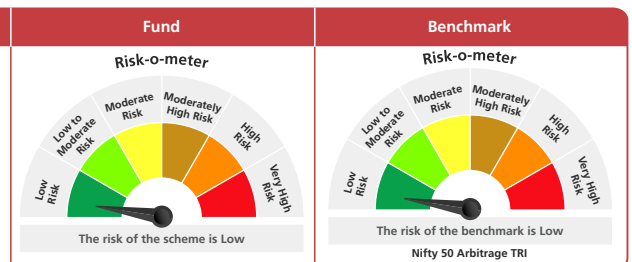 Fund
Risk-o-meter
Low
Risk
Low to
Moderate
Risk
Moderate
Risk
Moderately
High Risk
High
Risk
Very High
Risk
The risk of the scheme is Low
Benchmark
Risk-o-meter
Low
Risk
Low to
Moderate
Risk
Moderate
Risk
Moderately
High Risk
High
Risk
Very High
Risk
The risk of the benchmark is Low
Nifty 50 Arbitrage TRI